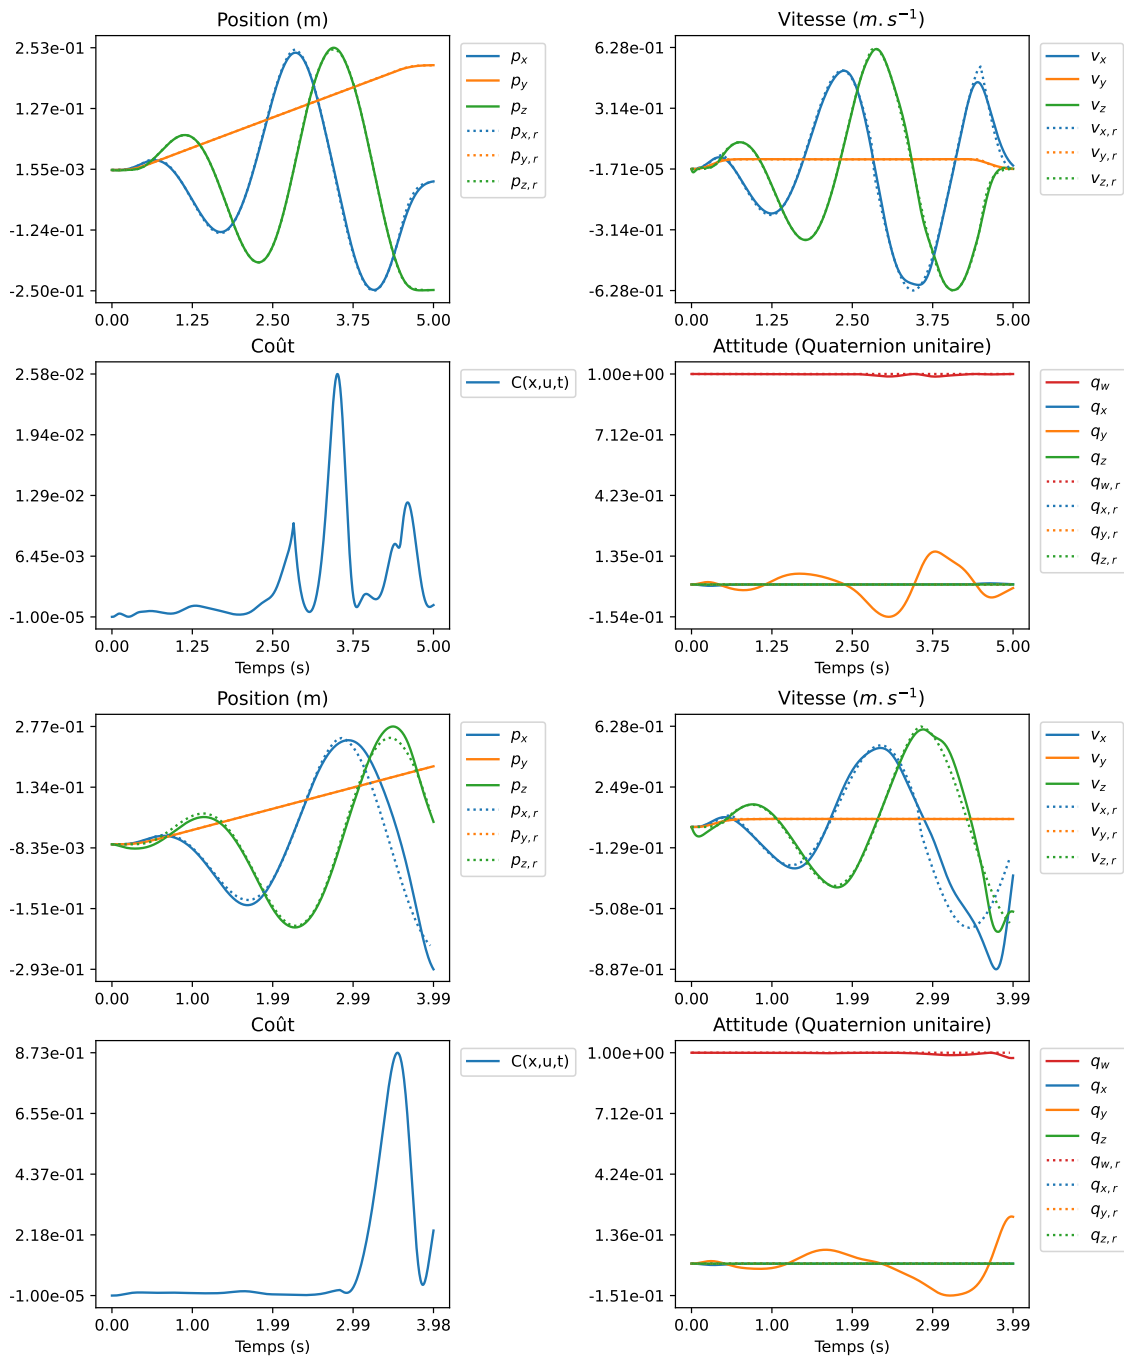 Position (m)
2.53e-01
1.27e-01
1.55e-03
-1.24e-01
-2.50e-01
0.00 1.25 2.50 3.75 5.00
p_x
p_y
p_z
p_{x,r}
p_{y,r}
p_{z,r}
Vitesse (m.s^{-1})
6.28e-01
3.14e-01
-1.71e-05
-3.14e-01
-6.28e-01
0.00 1.25 2.50 3.75 5.00
v_x
v_y
v_z
v_{x,r}
v_{y,r}
v_{z,r}
Coût
2.58e-02
1.94e-02
1.29e-02
6.45e-03
-1.00e-05
0.00 1.25 2.50 3.75 5.00
Temps (s)
C(x,u,t)
Attitude (Quaternion unitaire)
1.00e+00
7.12e-01
4.23e-01
1.35e-01
-1.54e-01
0.00 1.25 2.50 3.75 5.00
Temps (s)
q_w
q_x
q_y
q_z
q_{w,r}
q_{x,r}
q_{y,r}
q_{z,r}
Position (m)
2.77e-01
1.34e-01
-8.35e-03
-1.51e-01
-2.93e-01
0.00 1.00 1.99 2.99 3.99
p_x
p_y
p_z
p_{x,r}
p_{y,r}
p_{z,r}
Vitesse (m.s^{-1})
6.28e-01
2.49e-01
-1.29e-01
-5.08e-01
-8.87e-01
0.00 1.00 1.99 2.99 3.99
v_x
v_y
v_z
v_{x,r}
v_{y,r}
v_{z,r}
Coût
8.73e-01
6.55e-01
4.37e-01
2.18e-01
-1.00e-05
0.00 1.00 1.99 2.99 3.98
Temps (s)
C(x,u,t)
Attitude (Quaternion unitaire)
1.00e+00
7.12e-01
4.24e-01
1.36e-01
-1.51e-01
0.00 1.00 1.99 2.99 3.99
Temps (s)
q_w
q_x
q_y
q_z
q_{w,r}
q_{x,r}
q_{y,r}
q_{z,r}